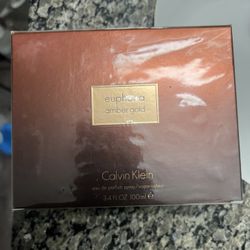 euphoria
amber gold
Calvin Klein
eau de parfum spray / vaporisateur
3.4 FL OZ 100 ml e